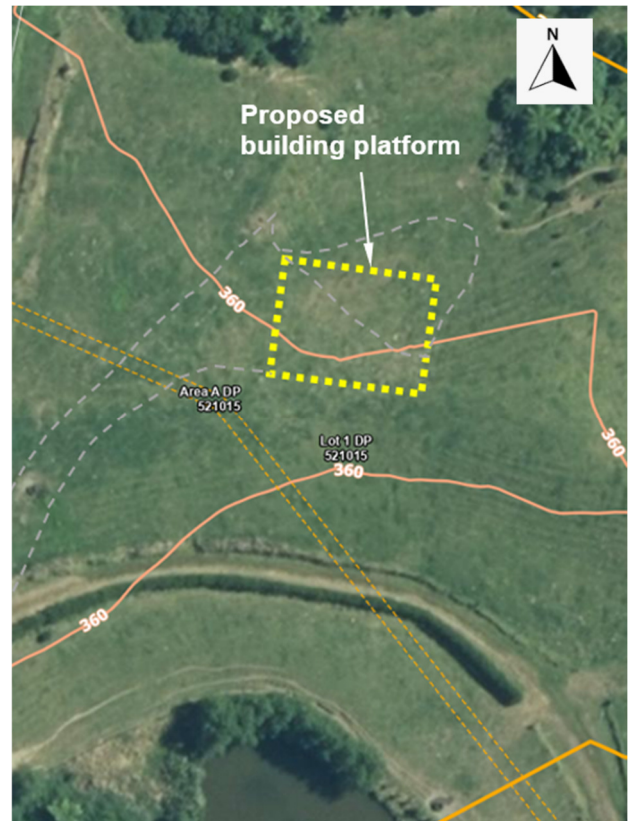 N
Proposed
building platform
360
Area A DP
521015
Lot 1 DP
521015
360
360
360